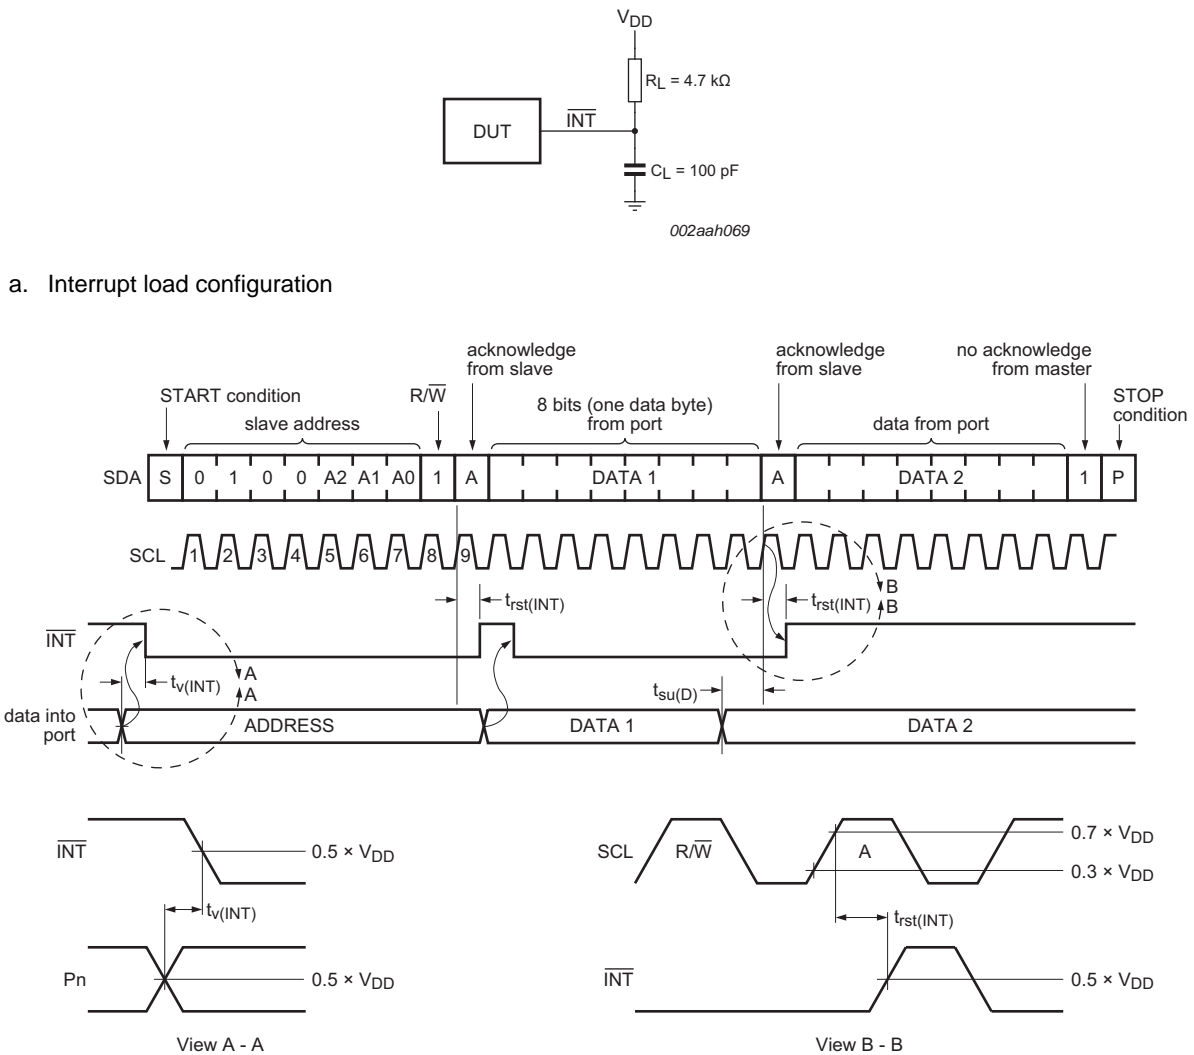 VDD
RL = 4.7 kΩ
DUT
INT
CL = 100 pF
002aah069
a. Interrupt load configuration
acknowledge
from slave
acknowledge
from slave
no acknowledge
from master
START condition
R/W
8 bits (one data byte)
from port
STOP
condition
slave address
data from port
SDA S 0 1 0 0 A2 A1 A0 1 A DATA 1 A DATA 2 1 P
SCL 1 2 3 4 5 6 7 8 9
trst(INT)
trst(INT)
B
B
INT
tv(INT)
A
A
tsu(D)
data into
port
ADDRESS DATA 1 DATA 2
INT
0.5 × VDD
tv(INT)
Pn
0.5 × VDD
View A - A
SCL R/W A
0.7 × VDD
0.3 × VDD
trst(INT)
INT
0.5 × VDD
View B - B